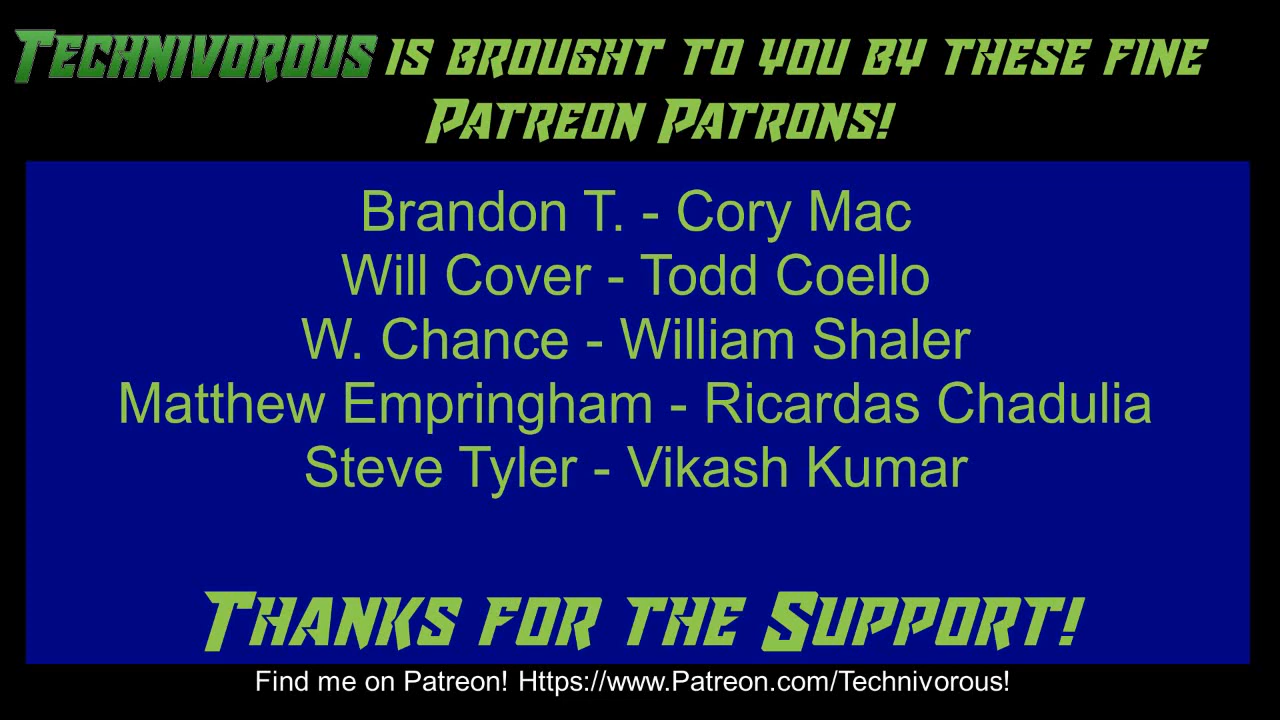 Technivorous is brought to you by these fine
Patreon Patrons!
Brandon T. - Cory Mac
Will Cover - Todd Coello
W. Chance - William Shaler
Matthew Empringham - Ricardas Chadulia
Steve Tyler - Vikash Kumar
Thanks for the Support!
Find me on Patreon! Https://www.Patreon.com/Technivorous!